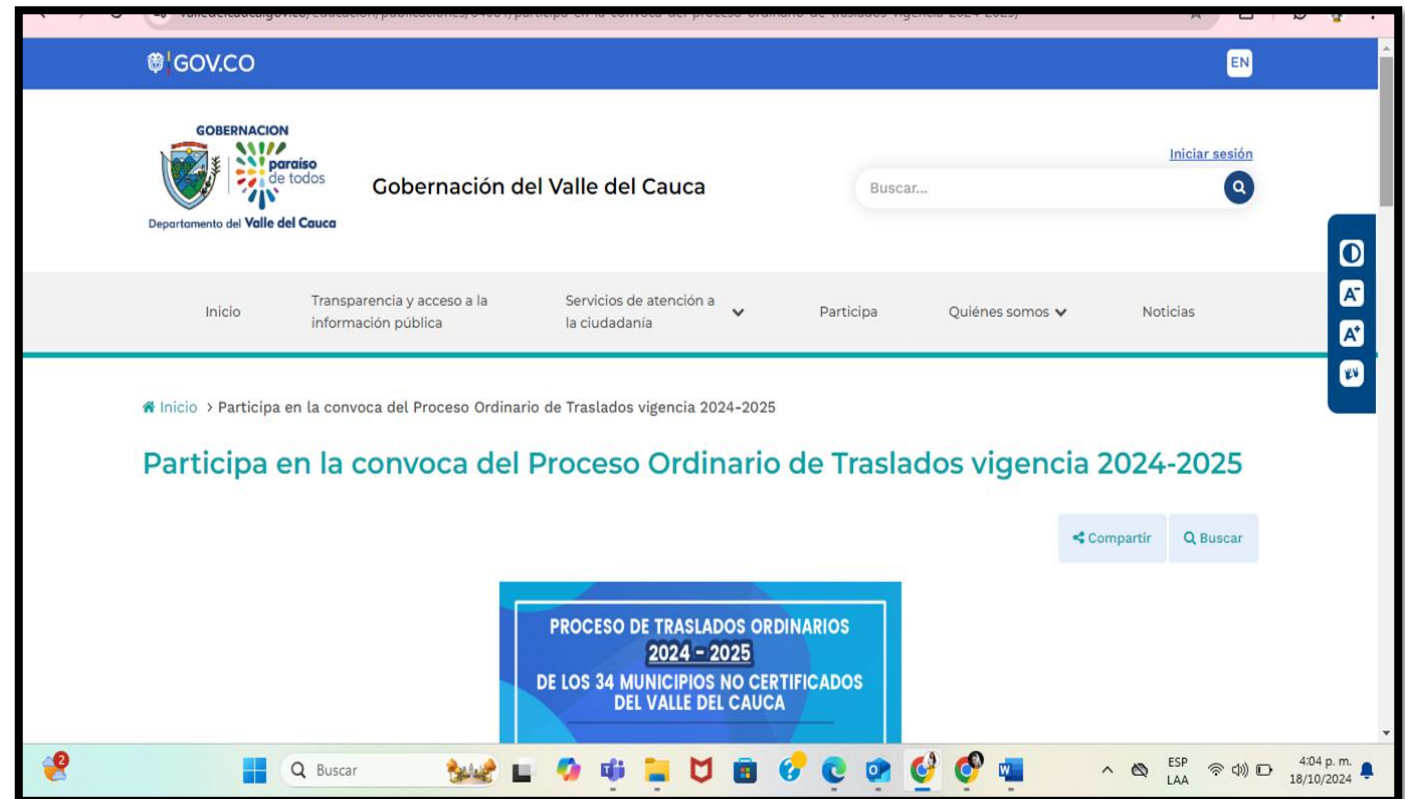 GOV.CO
EN
GOBERNACION
paraíso
de todos
Departamento del Valle del Cauca
Gobernación del Valle del Cauca
Iniciar sesión
Buscar...
Inicio
Transparencia y acceso a la
información pública
Servicios de atención a
la ciudadanía
Participa
Quiénes somos
Noticias
A-
A+
Inicio > Participa en la convoca del Proceso Ordinario de Traslados vigencia 2024-2025
Participa en la convoca del Proceso Ordinario de Traslados vigencia 2024-2025
Compartir
Buscar
PROCESO DE TRASLADOS ORDINARIOS
2024 - 2025
DE LOS 34 MUNICIPIOS NO CERTIFICADOS
DEL VALLE DEL CAUCA
2
Buscar
ESP
LAA
4:04 p. m.
18/10/2024